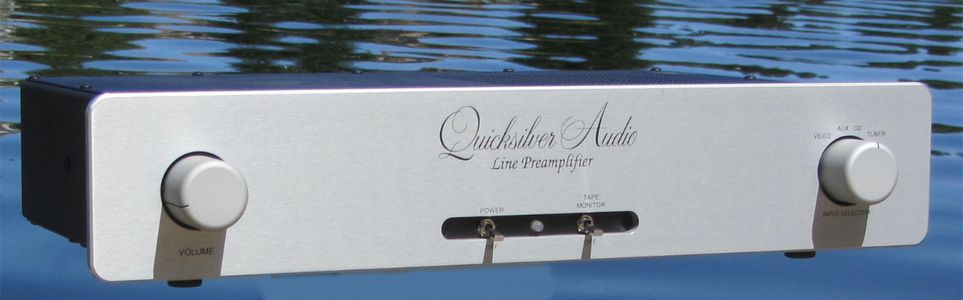 Quicksilver Audio
Line Preamplifier
VIDEO AUX CD TUNER
POWER
TAPE
MONITOR
VOLUME
INPUT-SELECTOR